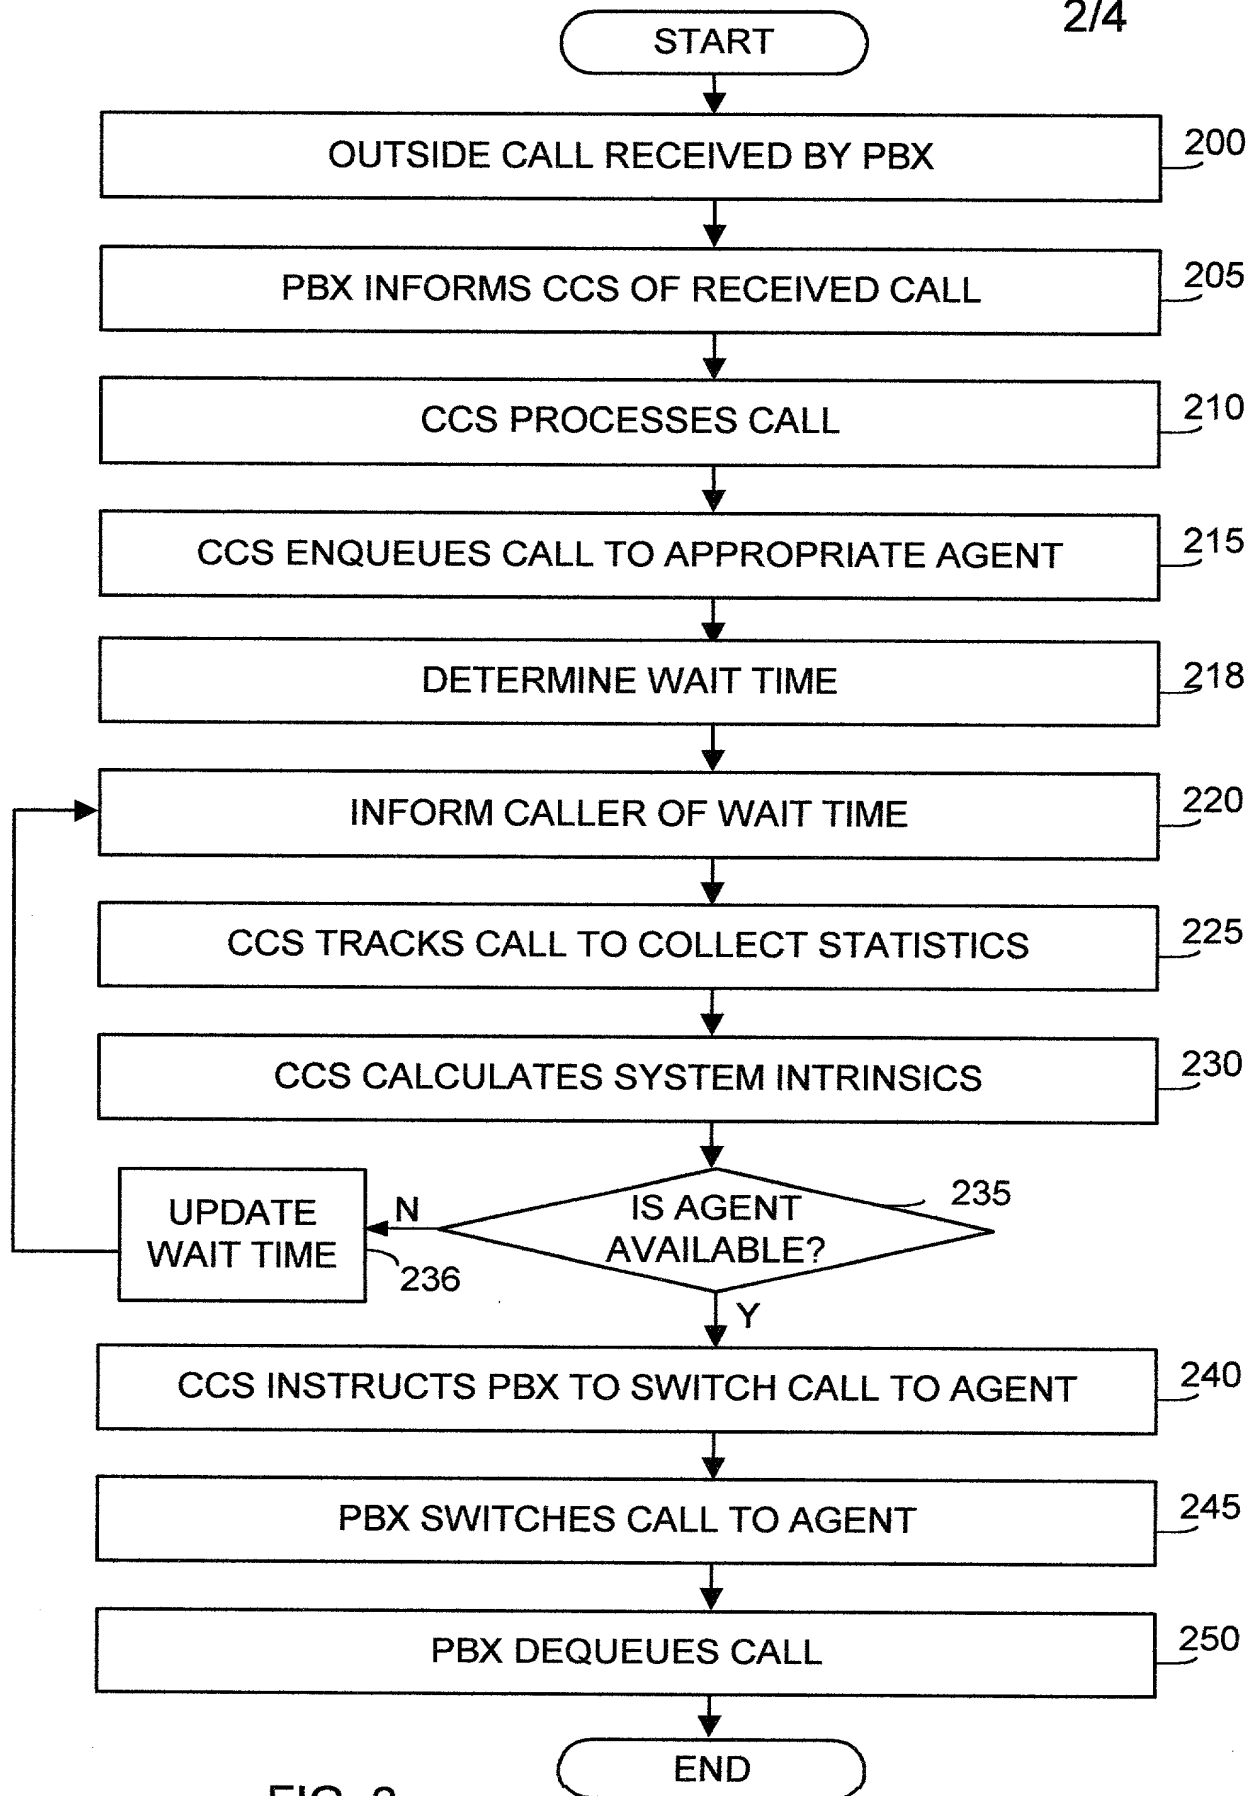 2/4
START
OUTSIDE CALL RECEIVED BY PBX
200
PBX INFORMS CCS OF RECEIVED CALL
205
CCS PROCESSES CALL
210
CCS ENQUEUES CALL TO APPROPRIATE AGENT
215
DETERMINE WAIT TIME
218
INFORM CALLER OF WAIT TIME
220
CCS TRACKS CALL TO COLLECT STATISTICS
225
CCS CALCULATES SYSTEM INTRINSICS
230
IS AGENT
AVAILABLE?
235
N
UPDATE
WAIT TIME
236
Y
CCS INSTRUCTS PBX TO SWITCH CALL TO AGENT
240
PBX SWITCHES CALL TO AGENT
245
PBX DEQUEUES CALL
250
END